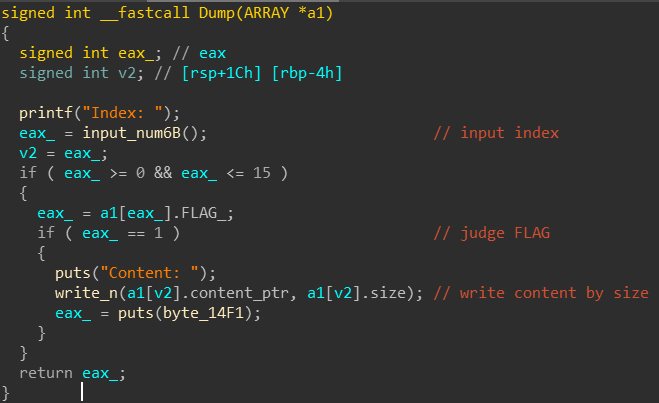 signed int __fastcall Dump(ARRAY *a1)
{
  signed int eax_; // eax
  signed int v2; // [rsp+1Ch] [rbp-4h]

  printf("Index: ");
  eax_ = input_num6B();                         // input index
  v2 = eax_;
  if ( eax_ >= 0 && eax_ <= 15 )
  {
    eax_ = a1[eax_].FLAG_;
    if ( eax_ == 1 )                            // judge FLAG
    {
      puts("Content: ");
      write_n(a1[v2].content_ptr, a1[v2].size); // write content by size
      eax_ = puts(byte_14F1);
    }
  }
  return eax_;
}